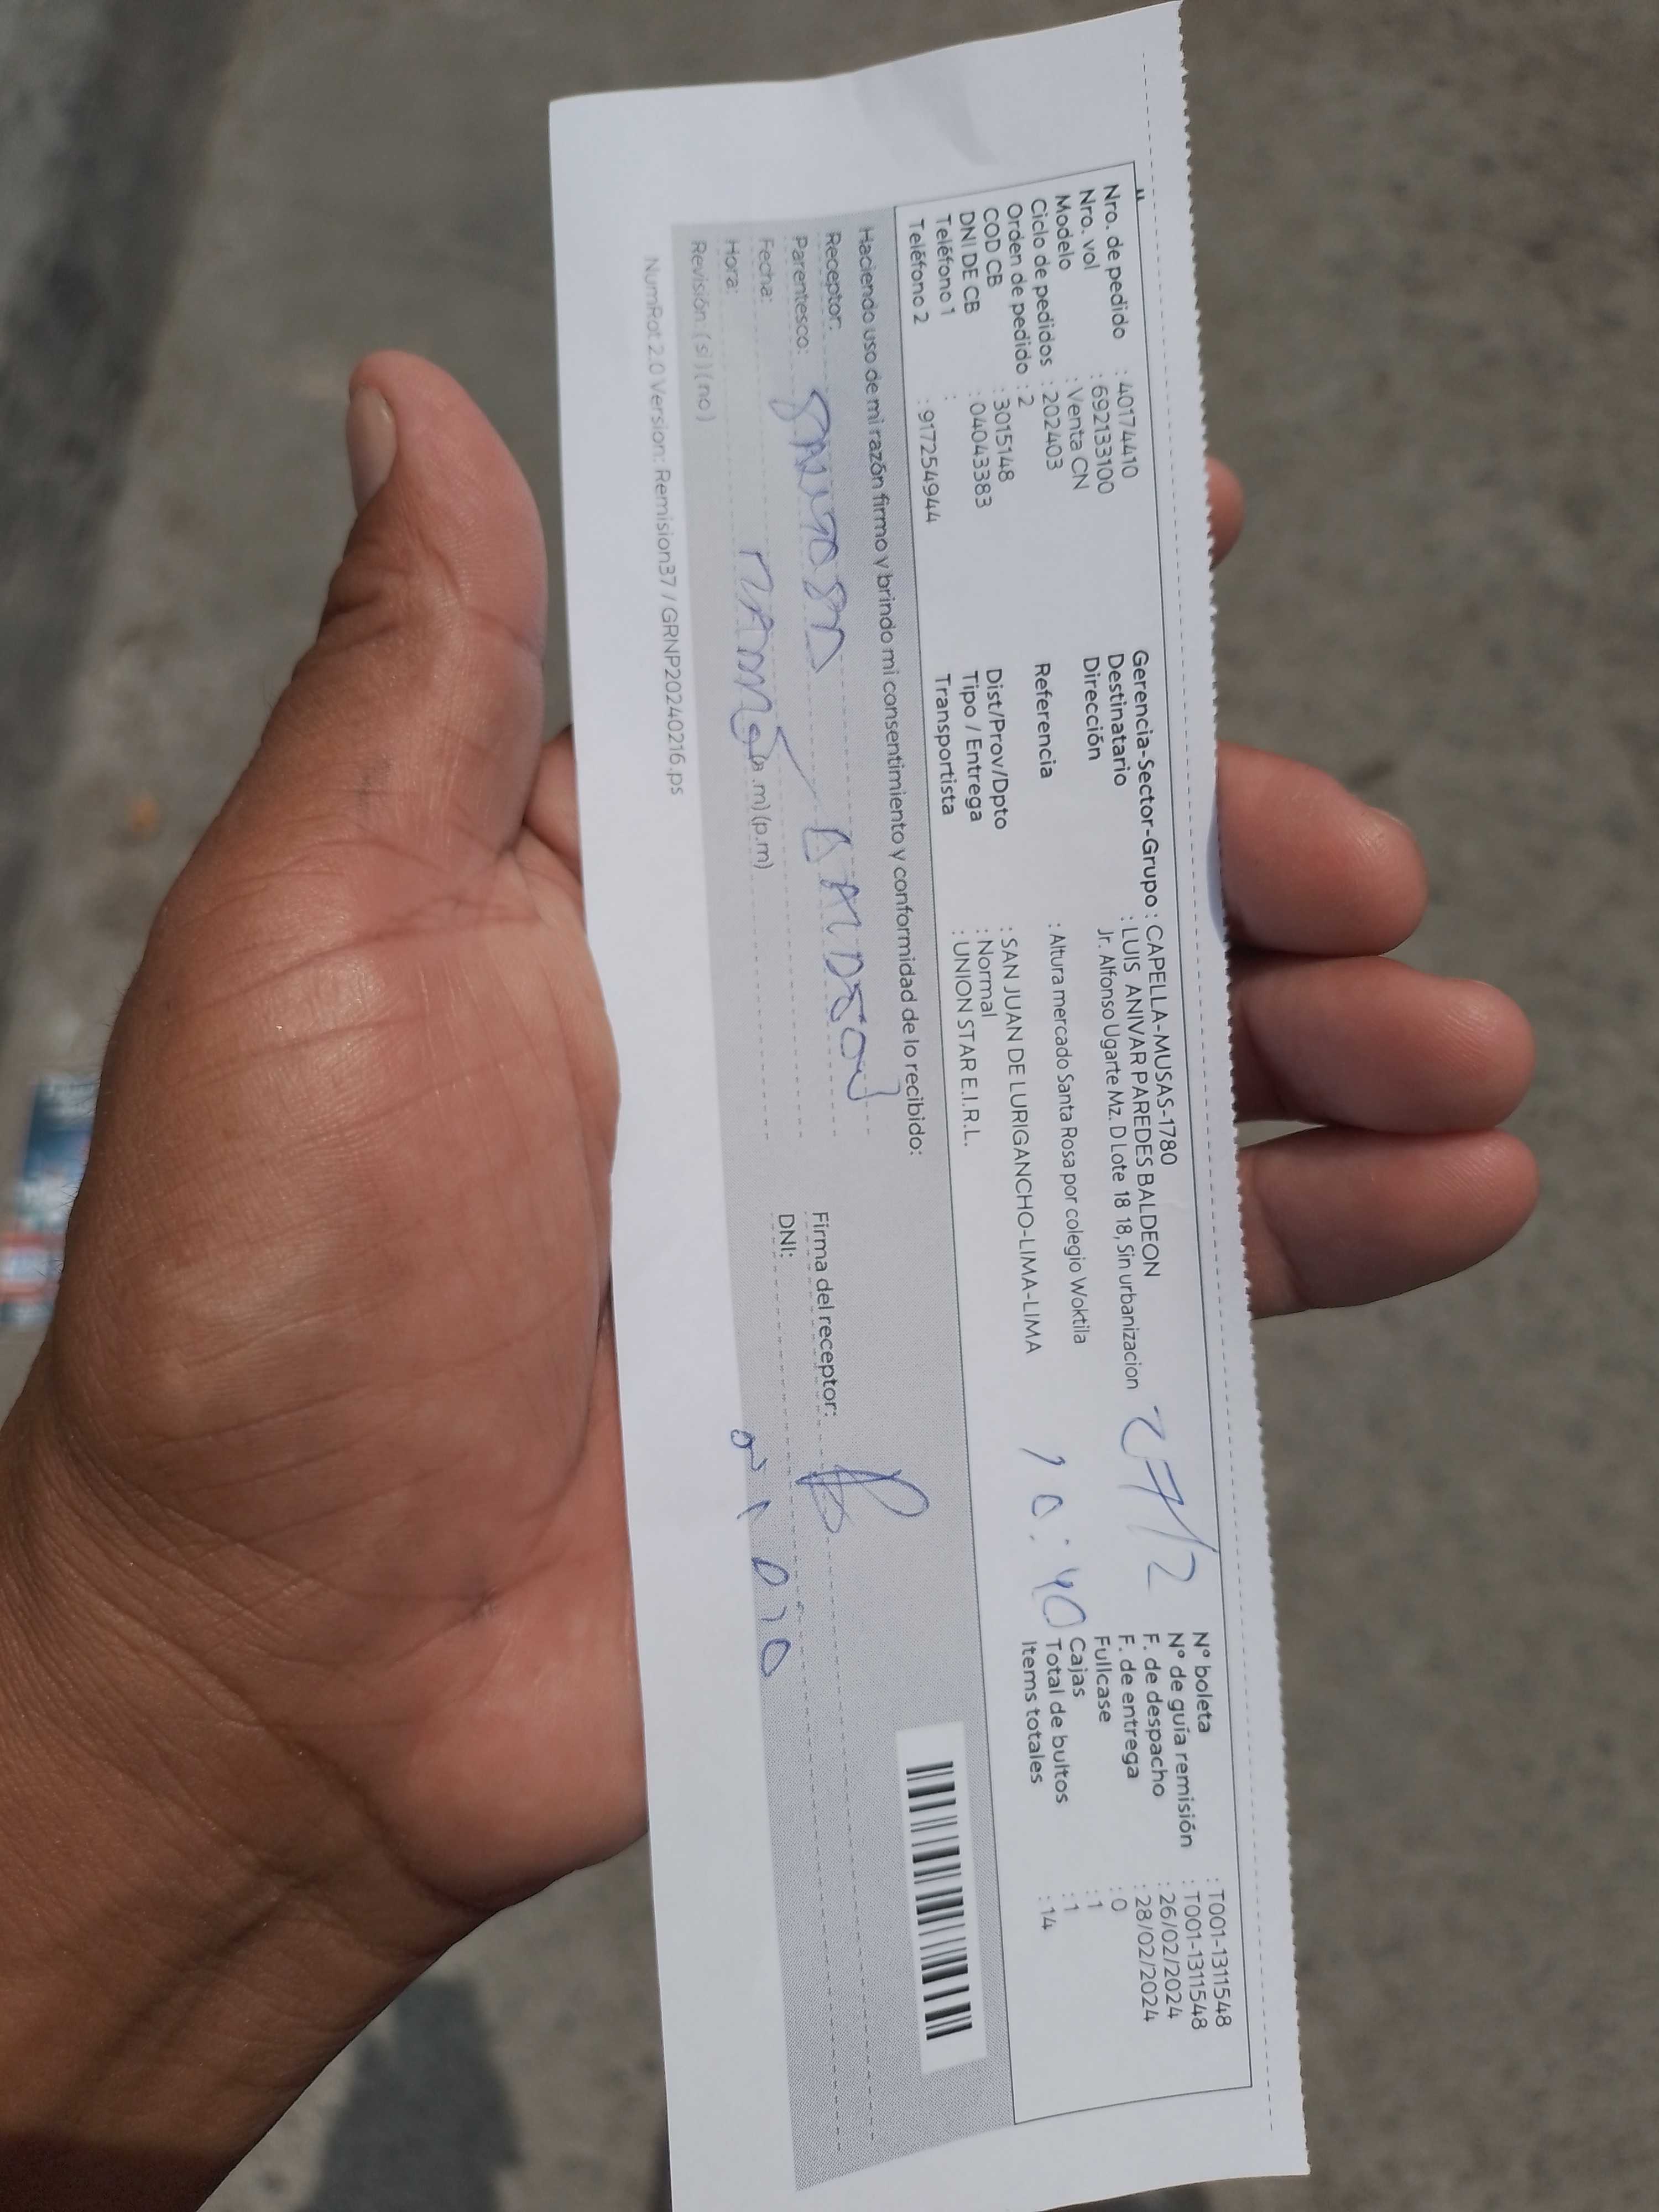 Nro. de pedido : 40174410
Nro. vol : 692133100
Modelo : Venta CN
Ciclo de pedidos : 202403
Orden de pedido : 2
COD CB : 3015148
DNI DE CB : 04043383
Teléfono 1 :
Teléfono 2 : 917254944
Gerencia-Sector-Grupo : CAPELLA-MUSAS-1780
Destinatario : LUIS ANIVAR PAREDES BALDEON
Dirección : Jr. Alfonso Ugarte Mz. D Lote 18 18, Sin urbanizacion
Referencia : Altura mercado Santa Rosa por colegio Woktila
Dist/Prov/Dpto : SAN JUAN DE LURIGANCHO-LIMA-LIMA
Tipo / Entrega : Normal
Transportista : UNION STAR E.I.R.L.
27/2
10:40
Nº boleta : T001-1311548
Nº de guía remisión : T001-1311548
F. de despacho : 26/02/2024
F. de entrega : 28/02/2024
Fullcase : 0
Cajas : 1
Total de bultos : 1
Items totales : 14
Haciendo uso de mi razón firmo y brindo mi consentimiento y conformidad de lo recibido:
Receptor:
Parentesco:
Fecha:
Hora: (a.m) (p.m)
Revisión: (si) (no)
Firma del receptor:
DNI:
NumRot 2.0 Version: Remision37 / GRNP20240216.ps